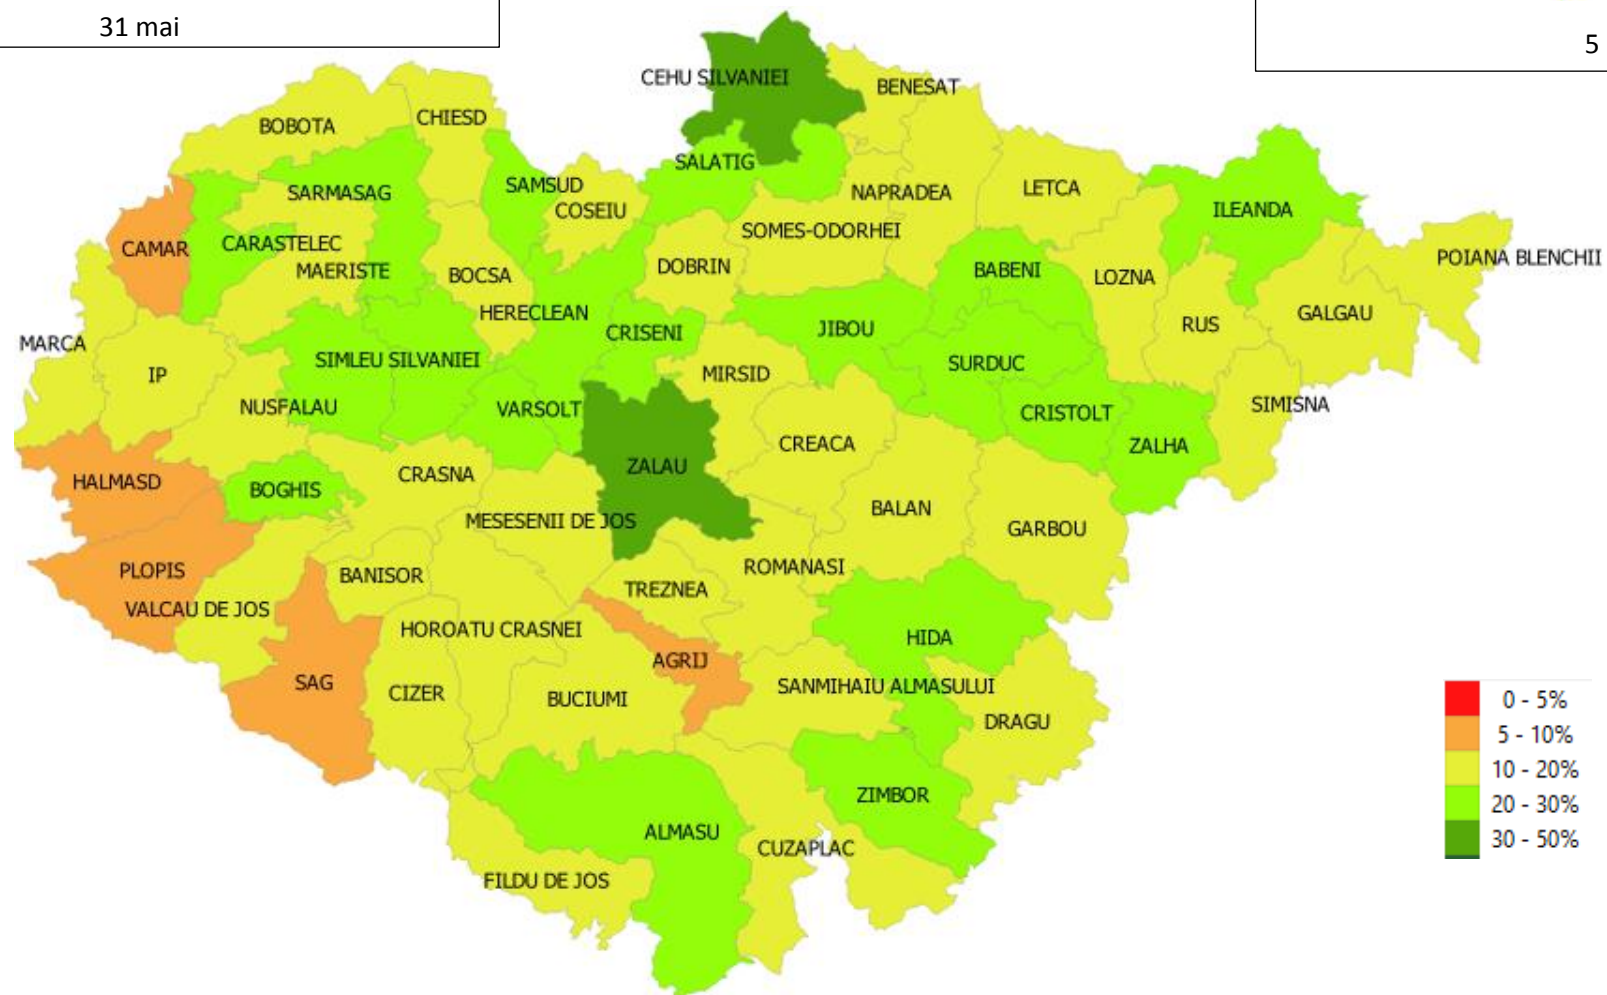 31 mai
5
CEHU SILVANIEI
BENESAT
CHIESD
BOBOTA
SALATIG
SAMSUD
LETCA
SARMASAG
NAPRADEA
COSEIU
ILEANDA
SOMES-ODORHEI
CARASTELEC
CAMAR
POIANA BLENCHII
DOBRIN
MAERISTE
BABENI
BOCSA
LOZNA
HERECLEAN
GALGAU
RUS
JIBOU
CRISENI
MARCA
SIMLEU SILVANIEI
SURDUC
IP
MIRSID
SIMISNA
NUSFALAU
VARSOLT
CRISTOLT
CREACA
ZALHA
ZALAU
CRASNA
HALMASD
BOGHIS
BALAN
MESESENII DE JOS
GARBOU
ROMANASI
PLOPIS
BANISOR
TREZNEA
VALCAU DE JOS
HOROATU CRASNEI
HIDA
AGRIJ
SAG
SANMIHAIU ALMASULUI
CIZER
BUCIUMI
DRAGU
ZIMBOR
ALMASU
CUZAPLAC
FILDU DE JOS
0 - 5%
5 - 10%
10 - 20%
20 - 30%
30 - 50%